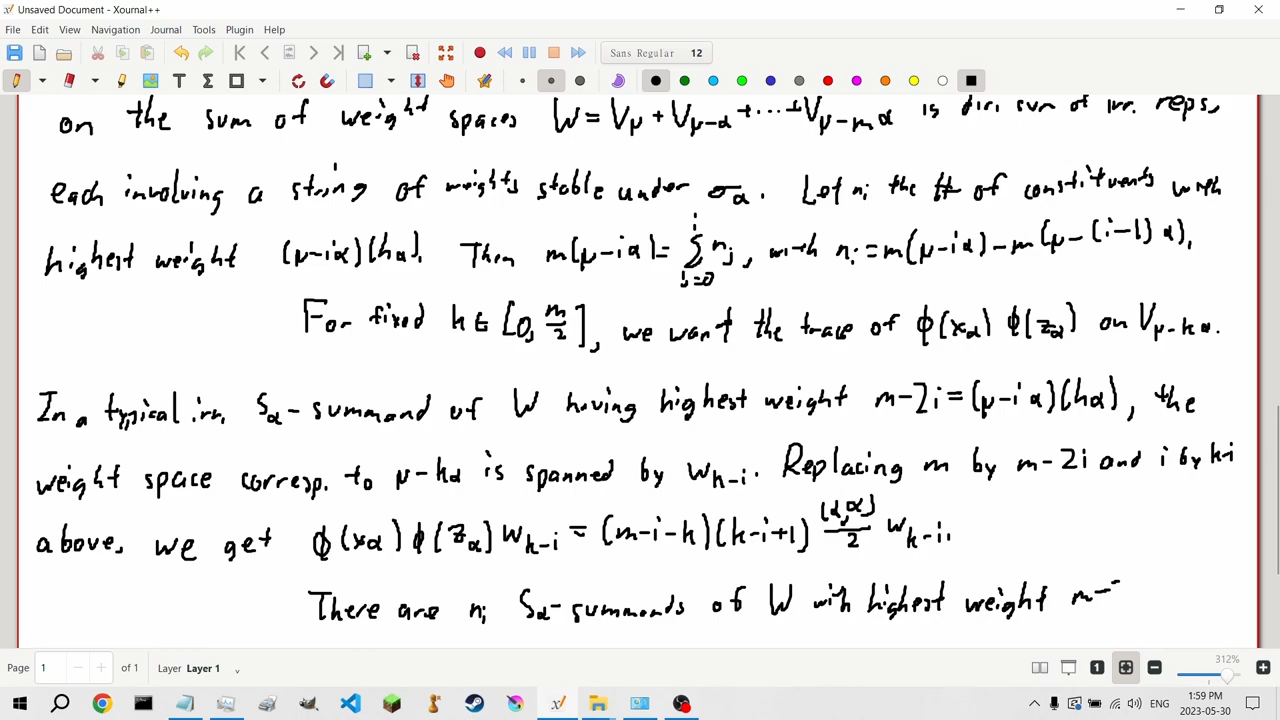 Unsaved Document - Xournal++
File Edit View Navigation Journal Tools Plugin Help
Sans Regular 12
on the sum of weight spaces W = V_μ + V_{μ-α} + ... + V_{μ-mα} is dir. sum of irr. reps,
each involving a string of weights stable under σ_α. Let n_i the # of constituents with
highest weight (μ-iα)(h_α). Then m(μ-iα) = Σ_{j=0}^{i} n_j, with n_i = m(μ-iα) - m(μ-(i-1)α).
For fixed k ∈ [0, m/2], we want the trace of φ(x_α) φ(z_α) on V_{μ-kα}.
In a typical irr. S_α-summand of W having highest weight m-2i = (μ-iα)(h_α), the
weight space corresp. to μ-kα is spanned by w_{k-i}. Replacing m by m-2i and i by k-i
above, we get φ(x_α) φ(z_α) w_{k-i} = (m-i-k)(k-i+1) (α,α)/2 w_{k-i}.
There are n_i S_α-summands of W with highest weight m-
Page 1 of 1 Layer Layer 1 312%
ENG 1:59 PM
2023-05-30